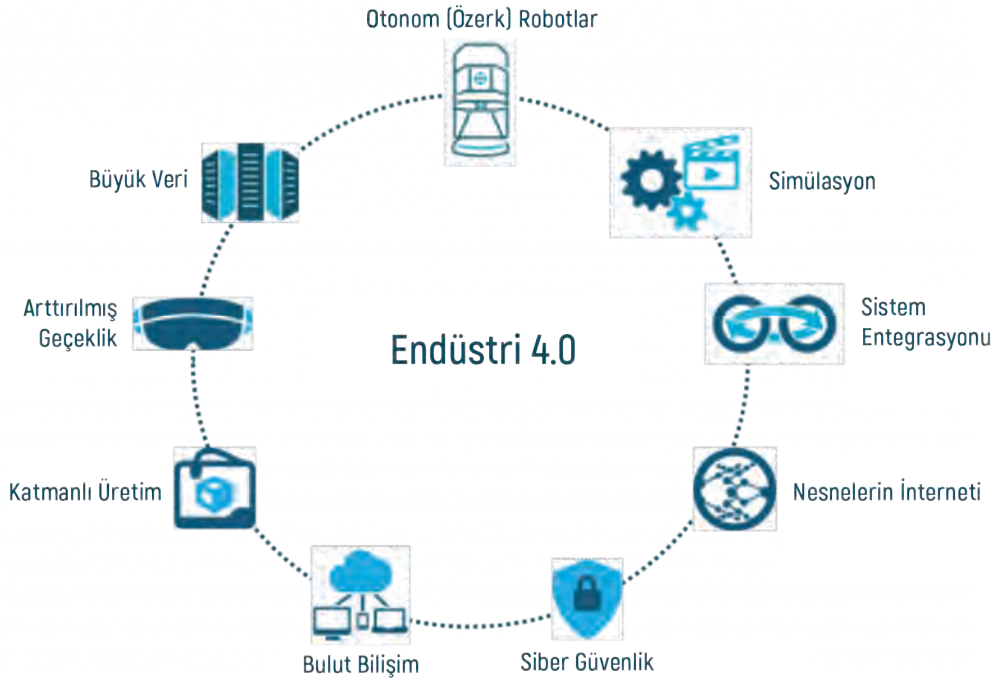 Otonom (Özerk) Robotlar
Büyük Veri
Simülasyon
Arttırılmış
Geçeklik
Sistem
Entegrasyonu
Endüstri 4.0
Katmanlı Üretim
Nesnelerin İnterneti
Bulut Bilişim
Siber Güvenlik